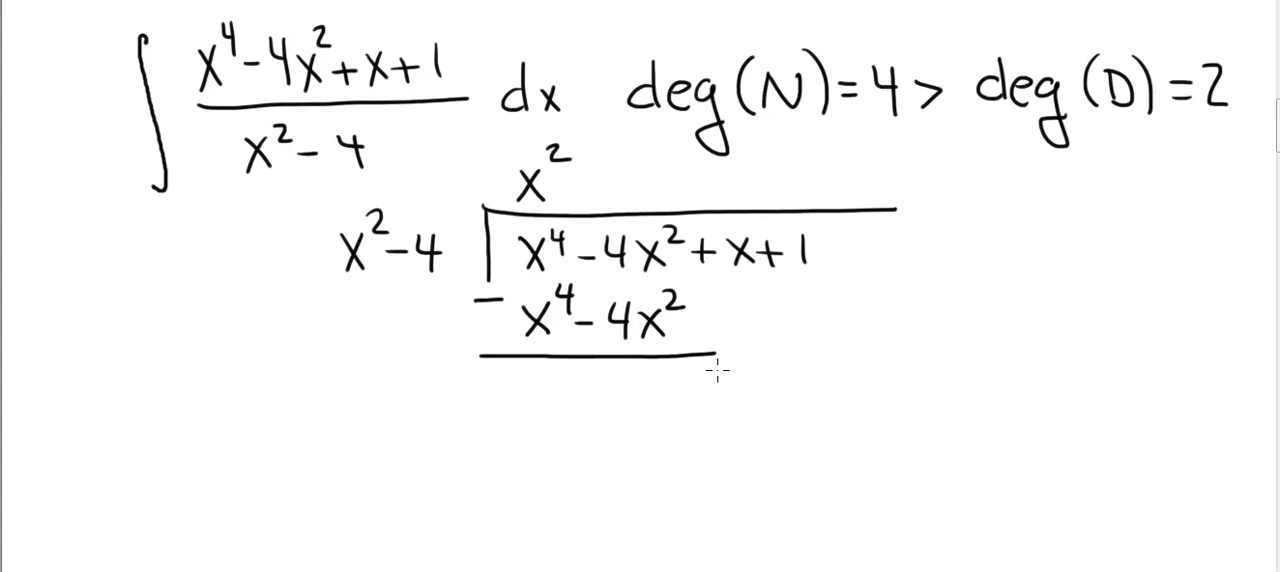 ∫ (x⁴-4x²+x+1)/(x²-4) dx deg(N)=4 > deg(D)=2
x²
x²-4 | x⁴-4x²+x+1
- x⁴-4x²